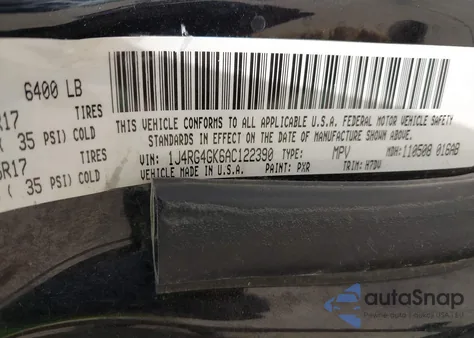 6400 LB
R17 TIRES
( 35 PSI) COLD
R17 TIRES
( 35 PSI) COLD
THIS VEHICLE CONFORMS TO ALL APPLICABLE U.S.A. FEDERAL MOTOR VEHICLE SAFETY
STANDARDS IN EFFECT ON THE DATE OF MANUFACTURE SHOWN ABOVE.
VIN: 1J4RG4GK6AC122390 TYPE: MPV MDH: 110508 016AB
VEHICLE MADE IN U.S.A. PAINT: PXR TRIM: H7DV
autoSnap